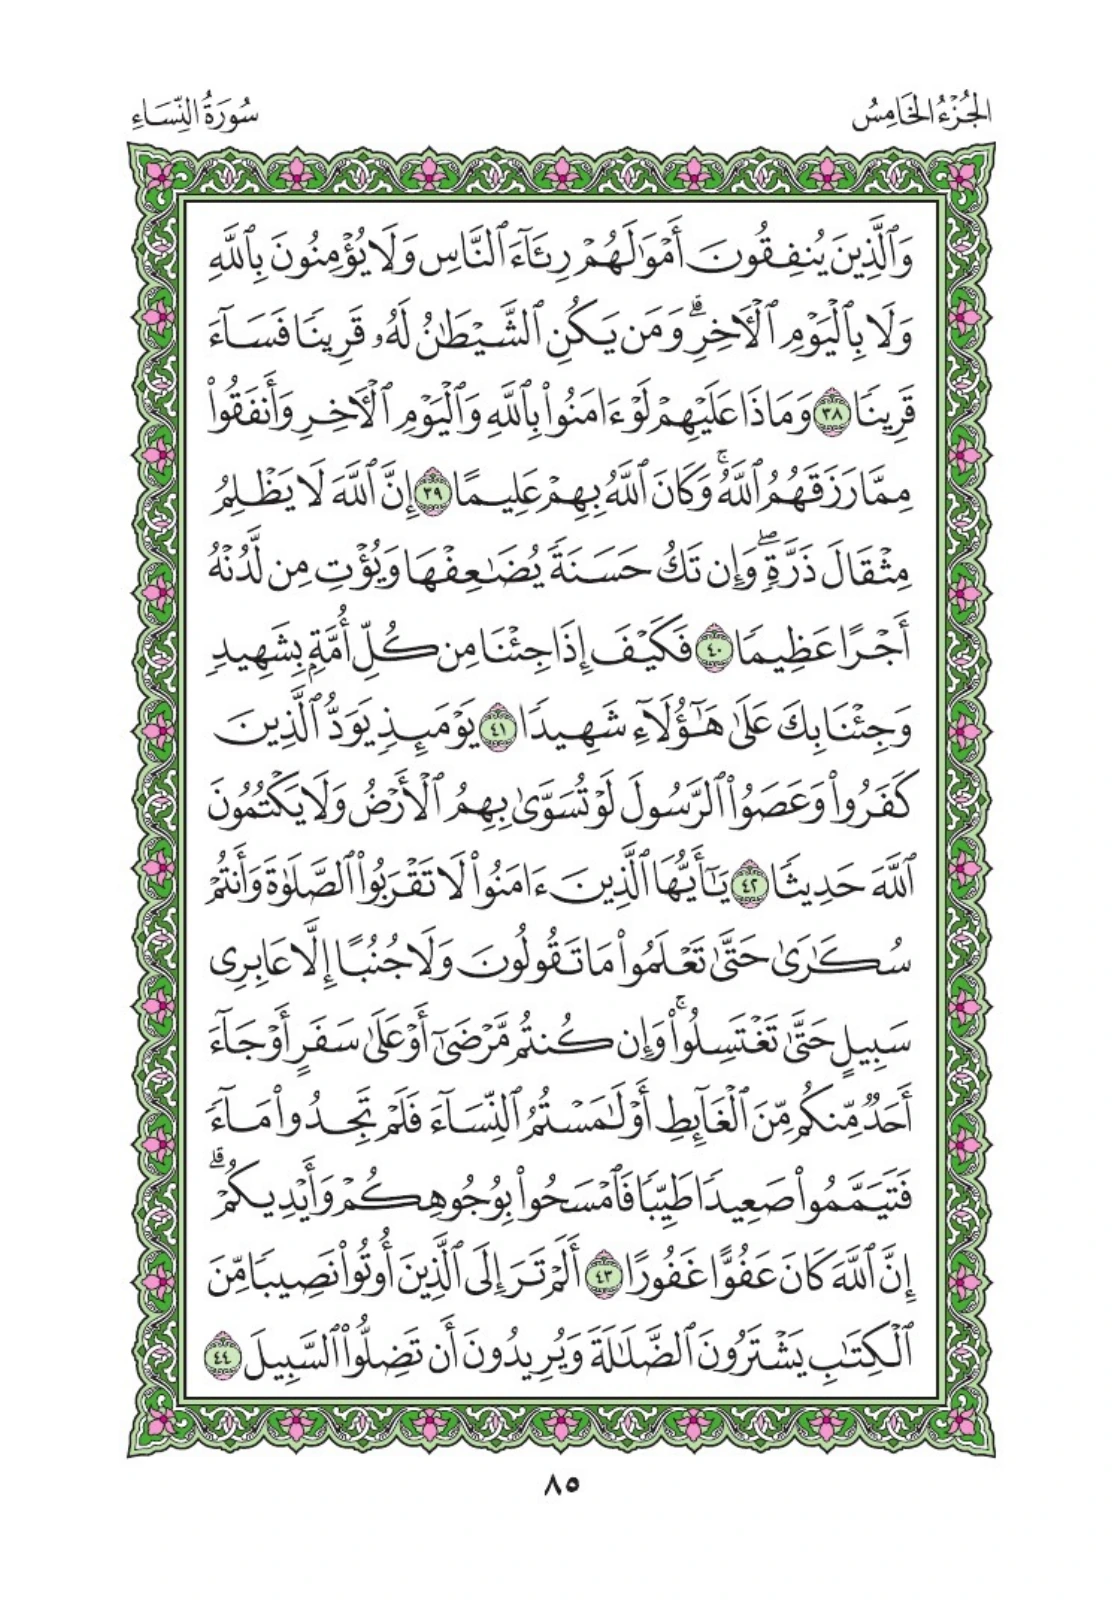 الجُزْءُ الخَامِسُ
سُورَةُ النِّسَاءِ
وَٱلَّذِينَ يُنفِقُونَ أَمْوَٰلَهُمْ رِئَآءَ ٱلنَّاسِ وَلَا يُؤْمِنُونَ بِٱللَّهِ
وَلَا بِٱلْيَوْمِ ٱلْأَخِرِۗ وَمَن يَكُنِ ٱلشَّيْطَٰنُ لَهُۥ قَرِينًا فَسَآءَ
قَرِينًا ٣٨ وَمَاذَا عَلَيْهِمْ لَوْ ءَامَنُوا۟ بِٱللَّهِ وَٱلْيَوْمِ ٱلْأَخِرِ وَأَنفَقُوا۟
مِمَّا رَزَقَهُمُ ٱللَّهُۚ وَكَانَ ٱللَّهُ بِهِمْ عَلِيمًا ٣٩ إِنَّ ٱللَّهَ لَا يَظْلِمُ
مِثْقَالَ ذَرَّةٍۖ وَإِن تَكُ حَسَنَةً يُضَٰعِفْهَا وَيُؤْتِ مِن لَّدُنْهُ
أَجْرًا عَظِيمًا ٤٠ فَكَيْفَ إِذَا جِئْنَا مِن كُلِّ أُمَّةٍۭ بِشَهِيدٍ
وَجِئْنَا بِكَ عَلَىٰ هَٰٓؤُلَآءِ شَهِيدًا ٤١ يَوْمَئِذٍ يَوَدُّ ٱلَّذِينَ
كَفَرُوا۟ وَعَصَوُا۟ ٱلرَّسُولَ لَوْ تُسَوَّىٰ بِهِمُ ٱلْأَرْضُ وَلَا يَكْتُمُونَ
ٱللَّهَ حَدِيثًا ٤٢ يَٰٓأَيُّهَا ٱلَّذِينَ ءَامَنُوا۟ لَا تَقْرَبُوا۟ ٱلصَّلَوٰةَ وَأَنتُمْ
سُكَٰرَىٰ حَتَّىٰ تَعْلَمُوا۟ مَا تَقُولُونَ وَلَا جُنُبًا إِلَّا عَابِرِى
سَبِيلٍ حَتَّىٰ تَغْتَسِلُوا۟ۚ وَإِن كُنتُم مَّرْضَىٰٓ أَوْ عَلَىٰ سَفَرٍ أَوْ جَآءَ
أَحَدٌ مِّنكُم مِّنَ ٱلْغَآئِطِ أَوْ لَٰمَسْتُمُ ٱلنِّسَآءَ فَلَمْ تَجِدُوا۟ مَآءً
فَتَيَمَّمُوا۟ صَعِيدًا طَيِّبًا فَٱمْسَحُوا۟ بِوُجُوهِكُمْ وَأَيْدِيكُمْۗ
إِنَّ ٱللَّهَ كَانَ عَفُوًّا غَفُورًا ٤٣ أَلَمْ تَرَ إِلَى ٱلَّذِينَ أُوتُوا۟ نَصِيبًا مِّنَ
ٱلْكِتَٰبِ يَشْتَرُونَ ٱلضَّلَٰلَةَ وَيُرِيدُونَ أَن تَضِلُّوا۟ ٱلسَّبِيلَ ٤٤
٨٥